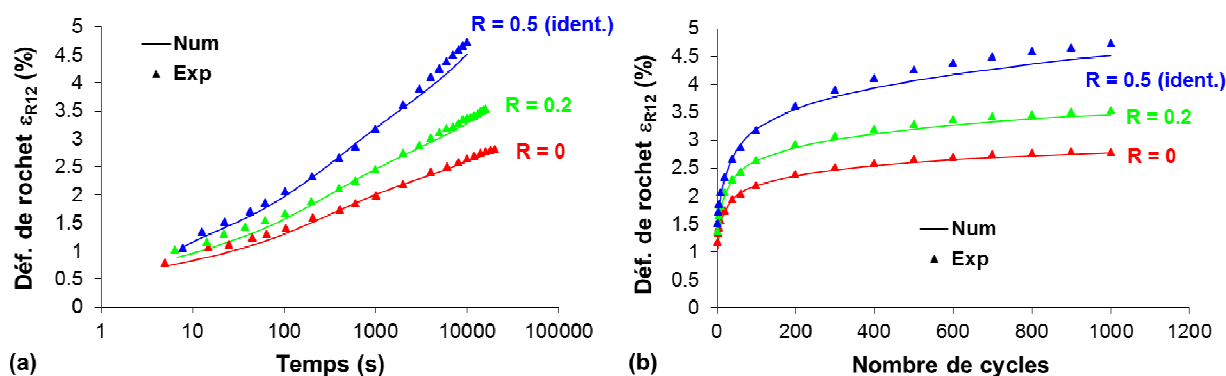 Déf. de rochet εR12 (%)
5
4.5
4
3.5
3
2.5
2
1.5
1
0.5
0
1
10
100
1000
10000
100000
Temps (s)
(a)
Num
Exp
R = 0.5 (ident.)
R = 0.2
R = 0
Déf. de rochet εR12 (%)
5
4.5
4
3.5
3
2.5
2
1.5
1
0.5
0
0
200
400
600
800
1000
1200
Nombre de cycles
(b)
R = 0.5 (ident.)
R = 0.2
R = 0
Num
Exp